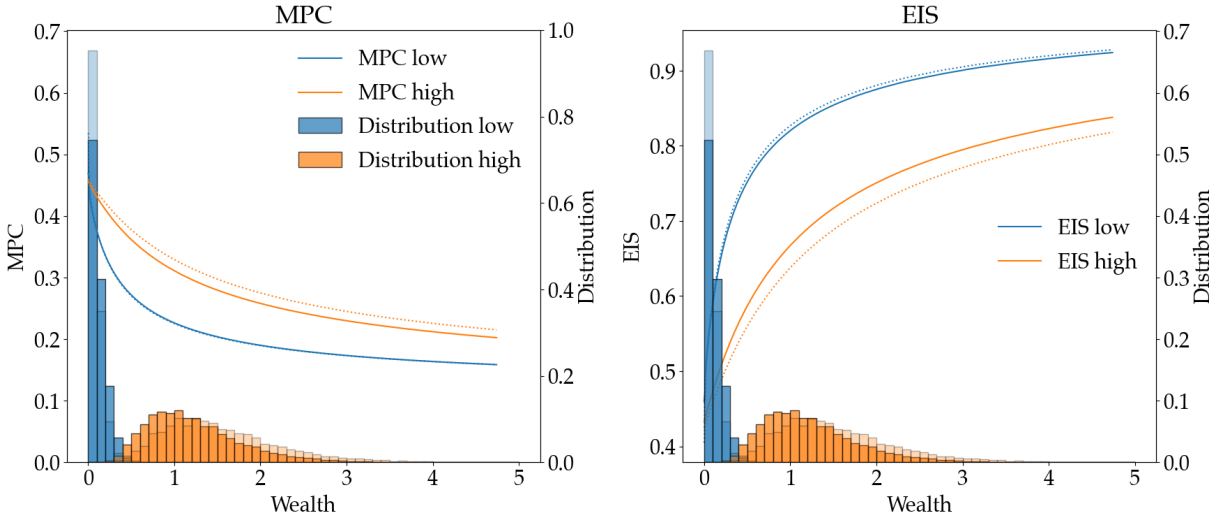 MPC
0.7
0.6
0.5
0.4
0.3
0.2
0.1
0.0
MPC
MPC low
MPC high
Distribution low
Distribution high
1.0
0.8
0.6
0.4
0.2
0.0
Distribution
0 1 2 3 4 5
Wealth
EIS
0.9
0.8
0.7
0.6
0.5
0.4
EIS
EIS low
EIS high
0.7
0.6
0.5
0.4
0.3
0.2
0.1
0.0
Distribution
0 1 2 3 4 5
Wealth